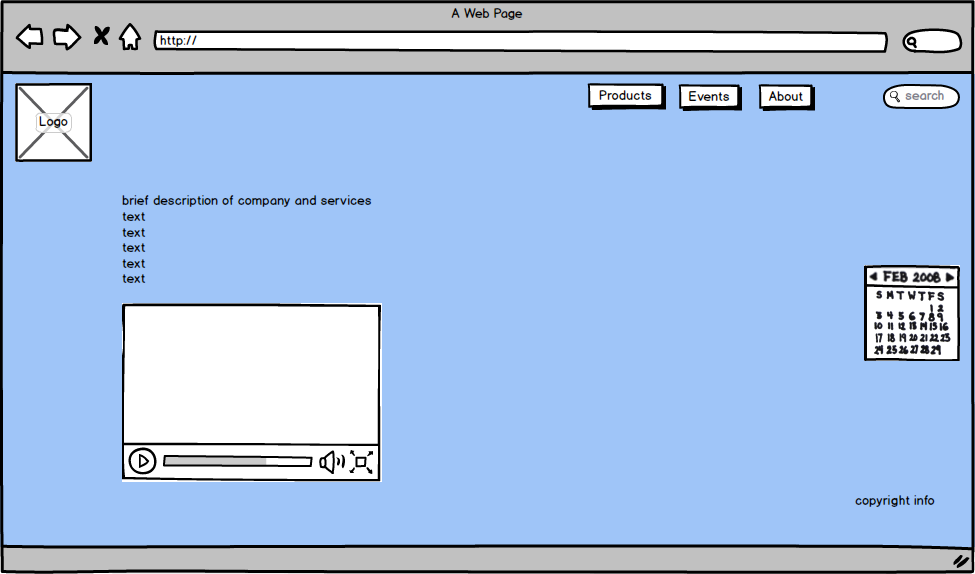 A Web Page
http://
Logo
Products
Events
About
search
brief description of company and services
text
text
text
text
text
FEB 2008
S M T W T F S
1 2
3 4 5 6 7 8 9
10 11 12 13 14 15 16
17 18 19 20 21 22 23
24 25 26 27 28 29
copyright info